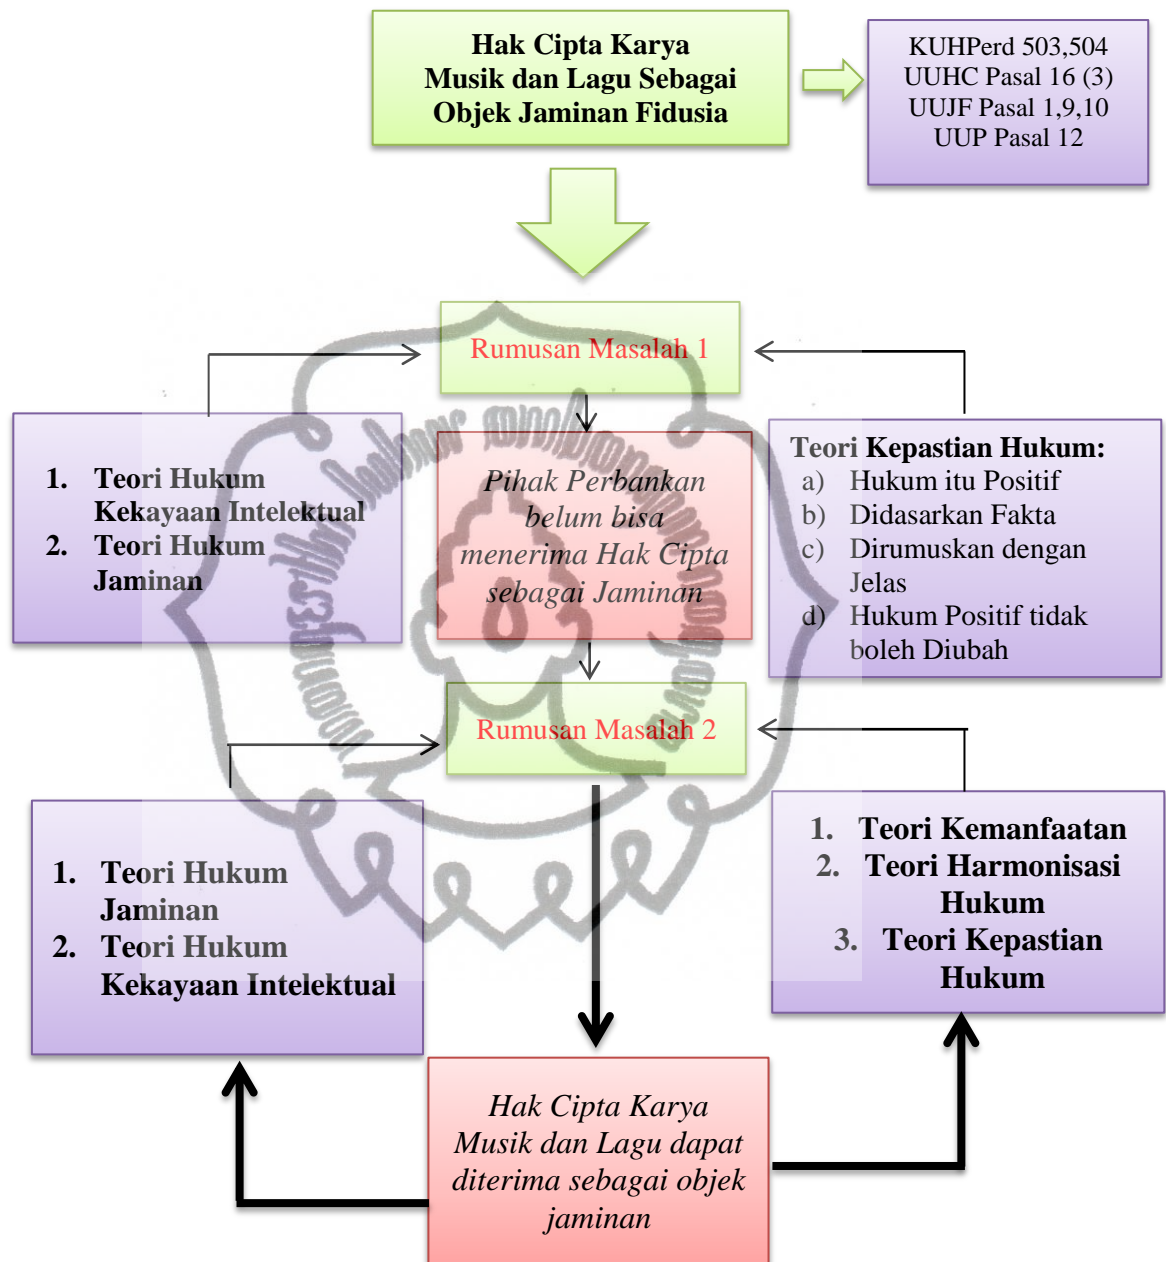 Hak Cipta Karya
Musik dan Lagu Sebagai
Objek Jaminan Fidusia
KUHPerd 503,504
UUHC Pasal 16 (3)
UUJF Pasal 1,9,10
UUP Pasal 12
Rumusan Masalah 1
1. Teori Hukum
Kekayaan Intelektual
2. Teori Hukum
Jaminan
Pihak Perbankan
belum bisa
menerima Hak Cipta
sebagai Jaminan
Teori Kepastian Hukum:
a) Hukum itu Positif
b) Didasarkan Fakta
c) Dirumuskan dengan
Jelas
d) Hukum Positif tidak
boleh Diubah
Rumusan Masalah 2
1. Teori Hukum
Jaminan
2. Teori Hukum
Kekayaan Intelektual
1. Teori Kemanfaatan
2. Teori Harmonisasi
Hukum
3. Teori Kepastian
Hukum
Hak Cipta Karya
Musik dan Lagu dapat
diterima sebagai objek
jaminan